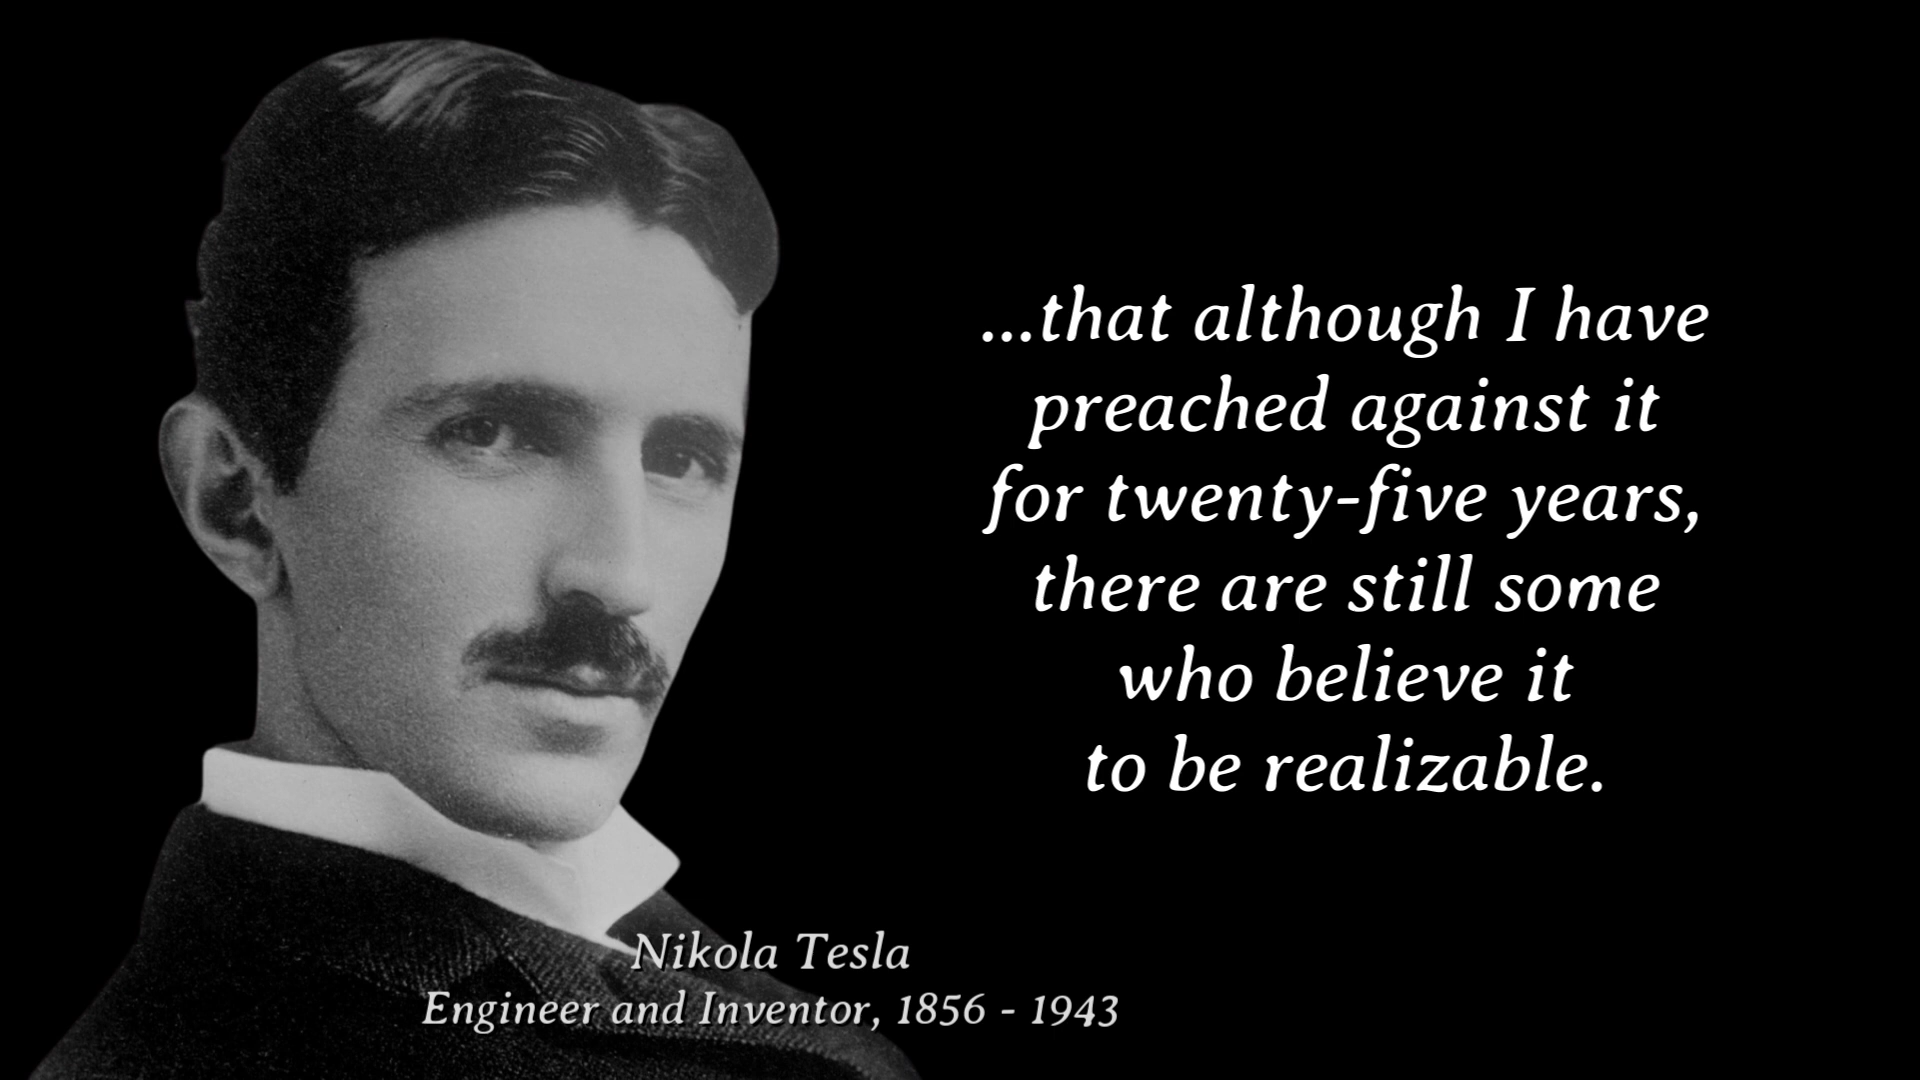 ...that although I have
preached against it
for twenty-five years,
there are still some
who believe it
to be realizable.
Nikola Tesla
Engineer and Inventor, 1856 - 1943